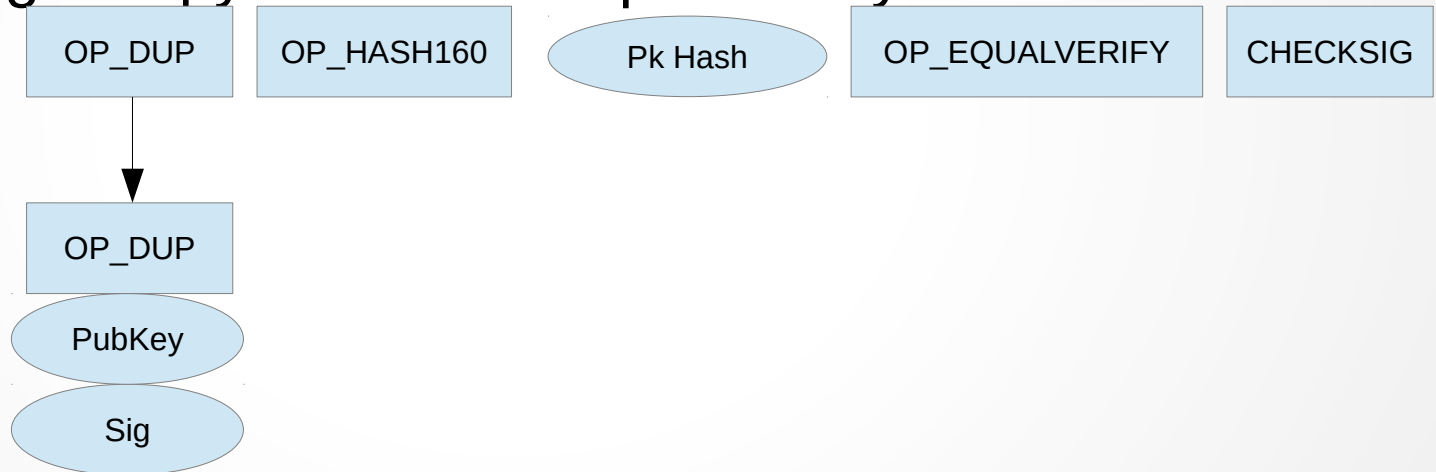 OP_DUP OP_HASH160 Pk Hash OP_EQUALVERIFY CHECKSIG
OP_DUP
PubKey
Sig